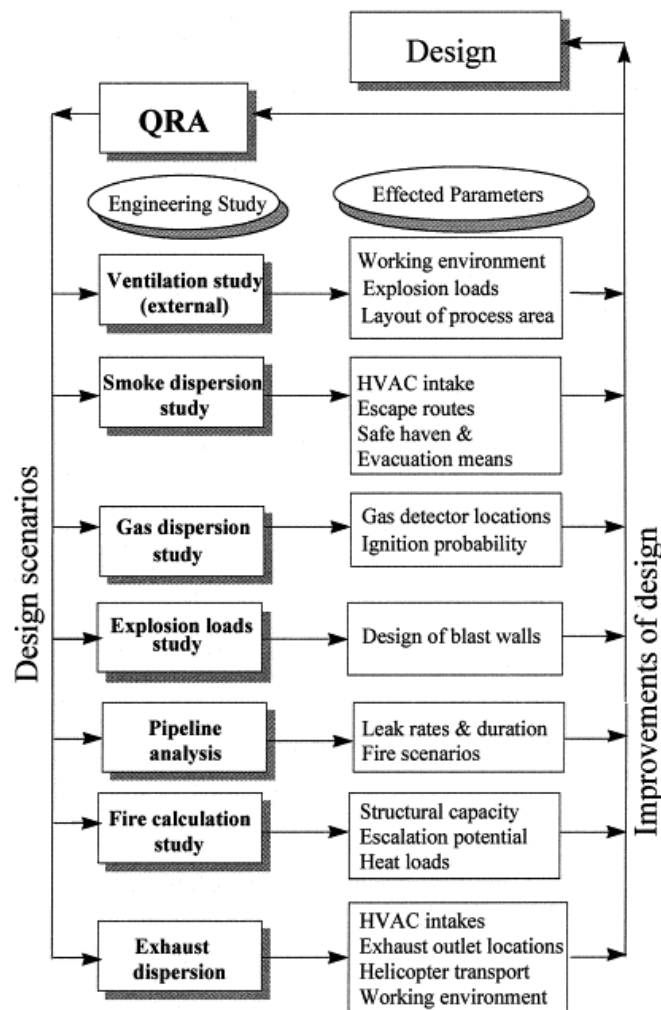 Design
QRA
Engineering Study
Effected Parameters
Ventilation study
(external)
Working environment
Explosion loads
Layout of process area
Smoke dispersion
study
HVAC intake
Escape routes
Safe haven &
Evacuation means
Gas dispersion
study
Gas detector locations
Ignition probability
Explosion loads
study
Design of blast walls
Pipeline
analysis
Leak rates & duration
Fire scenarios
Fire calculation
study
Structural capacity
Escalation potential
Heat loads
Exhaust
dispersion
HVAC intakes
Exhaust outlet locations
Helicopter transport
Working environment
Design scenarios
Improvements of design